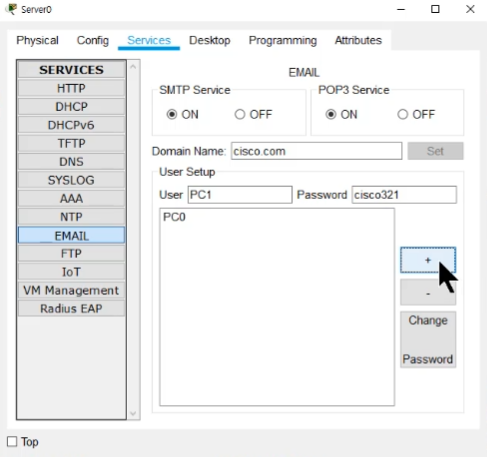 Server0
Physical Config Services Desktop Programming Attributes
SERVICES
HTTP
DHCP
DHCPv6
TFTP
DNS
SYSLOG
AAA
NTP
EMAIL
FTP
IoT
VM Management
Radius EAP
EMAIL
SMTP Service POP3 Service
ON OFF ON OFF
Domain Name: cisco.com Set
User Setup
User PC1 Password cisco321
PC0
+
-
Change
Password
Top